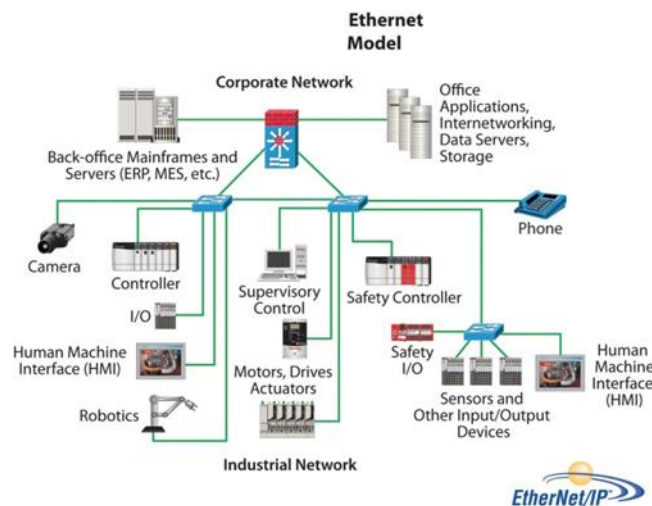 Ethernet
Model
Corporate Network
Back-office Mainframes and
Servers (ERP, MES, etc.)
Office
Applications,
Internetworking,
Data Servers,
Storage
Camera
Controller
Phone
I/O
Supervisory
Control
Safety Controller
Human Machine
Interface (HMI)
Motors, Drives
Actuators
Safety
I/O
Sensors and
Other Input/Output
Devices
Human
Machine
Interface
(HMI)
Robotics
Industrial Network
EtherNet/IP™